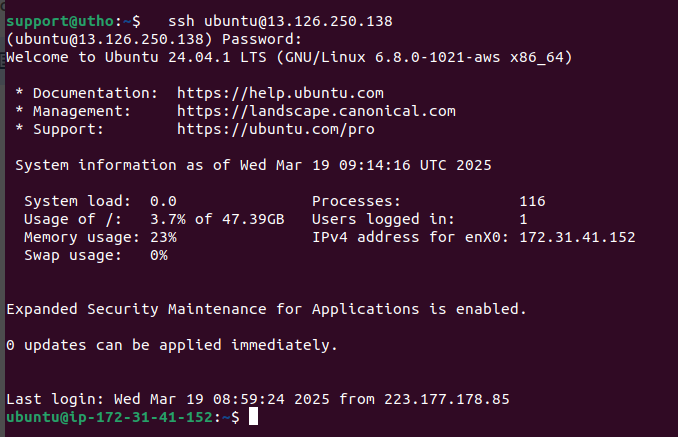 support@utho:~$   ssh ubuntu@13.126.250.138
(ubuntu@13.126.250.138) Password:
Welcome to Ubuntu 24.04.1 LTS (GNU/Linux 6.8.0-1021-aws x86_64)

 * Documentation:  https://help.ubuntu.com
 * Management:     https://landscape.canonical.com
 * Support:        https://ubuntu.com/pro

 System information as of Wed Mar 19 09:14:16 UTC 2025

  System load:  0.0               Processes:             116
  Usage of /:   3.7% of 47.39GB   Users logged in:       1
  Memory usage: 23%               IPv4 address for enX0: 172.31.41.152
  Swap usage:   0%


Expanded Security Maintenance for Applications is enabled.

0 updates can be applied immediately.


Last login: Wed Mar 19 08:59:24 2025 from 223.177.178.85
ubuntu@ip-172-31-41-152:~$